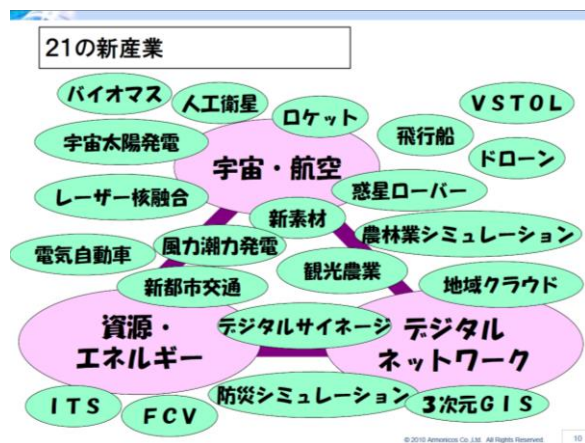 21の新産業
バイオマス
人工衛星
ロケット
VSTOL
宇宙太陽発電
飛行船
ドローン
宇宙・航空
レーザー核融合
惑星ローバー
新素材
農林業シミュレーション
電気自動車
風力潮力発電
観光農業
新都市交通
地域クラウド
資源・
エネルギー
デジタルサイネージ
デジタル
ネットワーク
ITS
FCV
防災シミュレーション
3次元GIS
© 2010 Armonicos Co.,Ltd. All Rights Reserved.
10